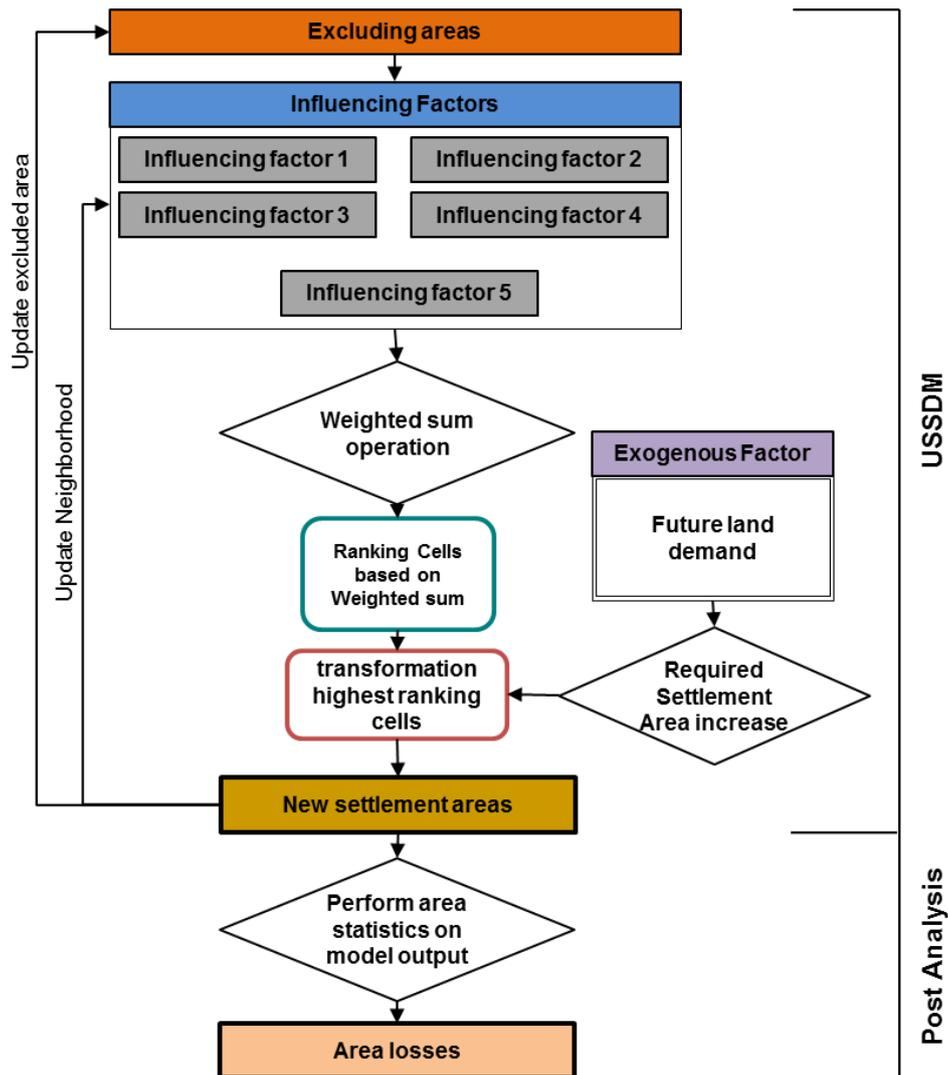 Excluding areas
Influencing Factors
Influencing factor 1
Influencing factor 2
Influencing factor 3
Influencing factor 4
Influencing factor 5
Update excluded area
Update Neighborhood
Weighted sum
operation
Exogenous Factor
Future land
demand
Ranking Cells
based on
Weighted sum
transformation
highest ranking
cells
Required
Settlement
Area increase
New settlement areas
Perform area
statistics on
model output
Area losses
USSDM
Post Analysis